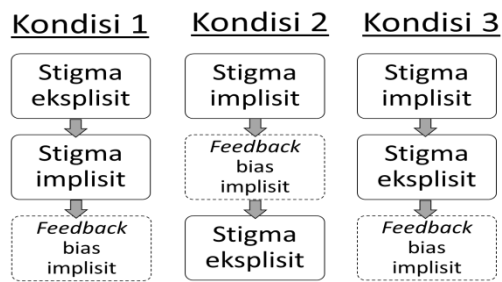 Kondisi 1
Stigma
eksplisit
Stigma
implisit
Feedback
bias
implisit
Kondisi 2
Stigma
implisit
Feedback
bias
implisit
Stigma
eksplisit
Kondisi 3
Stigma
implisit
Stigma
eksplisit
Feedback
bias
implisit